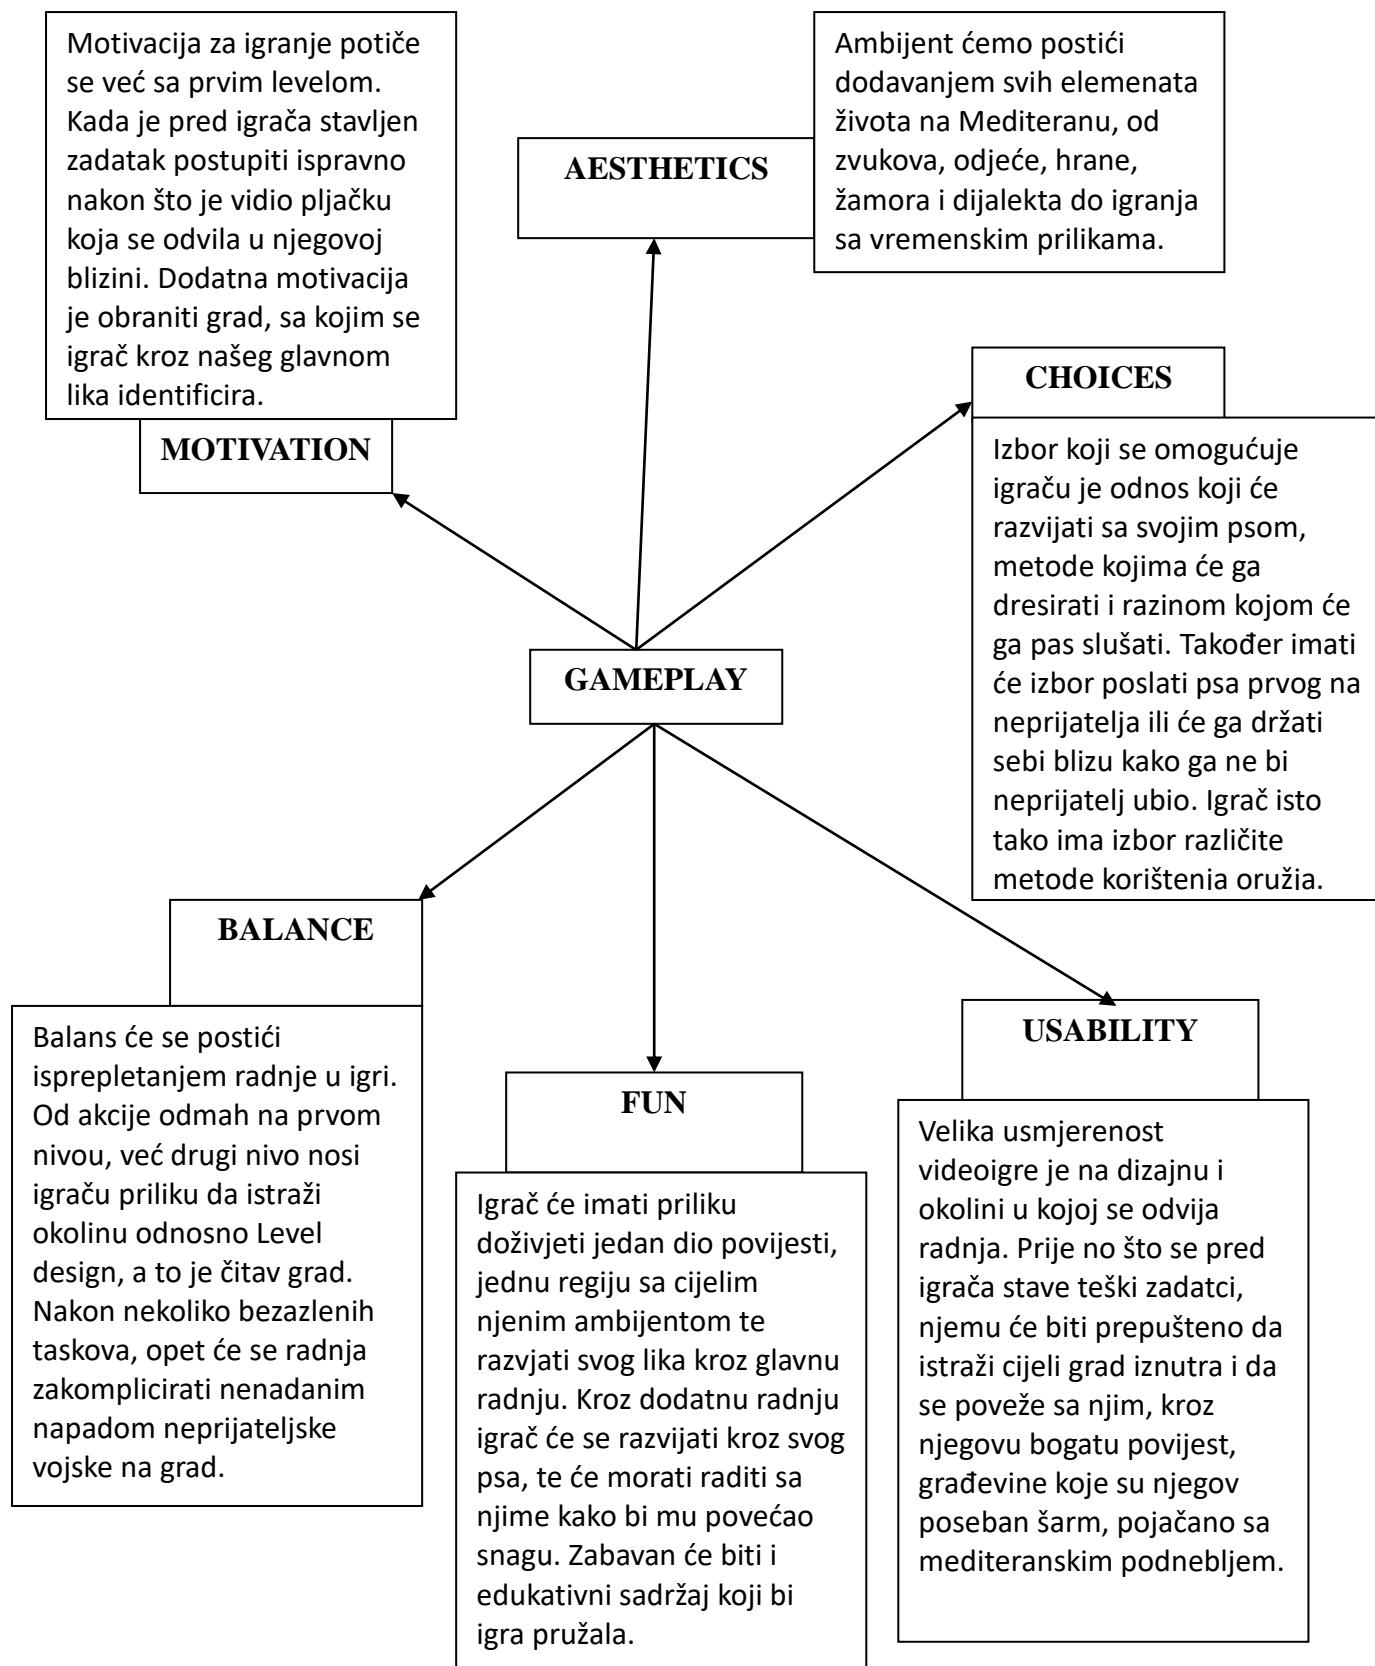 Motivacija za igranje potiče
se već sa prvim levelom.
Kada je pred igrača stavljen
zadatak postupiti ispravno
nakon što je vidio pljačku
koja se odvila u njegovoj
blizini. Dodatna motivacija
je obraniti grad, sa kojim se
igrač kroz našeg glavnom
lika identificira.
MOTIVATION
AESTHETICS
Ambijent ćemo postići
dodavanjem svih elemenata
života na Mediteranu, od
zvukova, odjeće, hrane,
žamora i dijalekta do igranja
sa vremenskim prilikama.
CHOICES
Izbor koji se omogućuje
igraču je odnos koji će
razvijati sa svojim psom,
metode kojima će ga
dresirati i razinom kojom će
ga pas slušati. Također imati
će izbor poslati psa prvog na
neprijatelja ili će ga držati
sebi blizu kako ga ne bi
neprijatelj ubio. Igrač isto
tako ima izbor različite
metode korištenja oružja.
GAMEPLAY
BALANCE
Balans će se postići
isprepletanjem radnje u igri.
Od akcije odmah na prvom
nivou, već drugi nivo nosi
igraču priliku da istraži
okolinu odnosno Level
design, a to je čitav grad.
Nakon nekoliko bezazlenih
taskova, opet će se radnja
zakomplicirati nenadanim
napadom neprijateljske
vojske na grad.
FUN
Igrač će imati priliku
doživjeti jedan dio povijesti,
jednu regiju sa cijelim
njenim ambijentom te
razvjati svog lika kroz glavnu
radnju. Kroz dodatnu radnju
igrač će se razvijati kroz svog
psa, te će morati raditi sa
njime kako bi mu povećao
snagu. Zabavan će biti i
edukativni sadržaj koji bi
igra pružala.
USABILITY
Velika usmjerenost
videoigre je na dizajnu i
okolini u kojoj se odvija
radnja. Prije no što se pred
igrača stave teški zadatci,
njemu će biti prepušteno da
istraži cijeli grad iznutra i da
se poveže sa njim, kroz
njegovu bogatu povijest,
građevine koje su njegov
poseban šarm, pojačano sa
mediteranskim podnebljem.